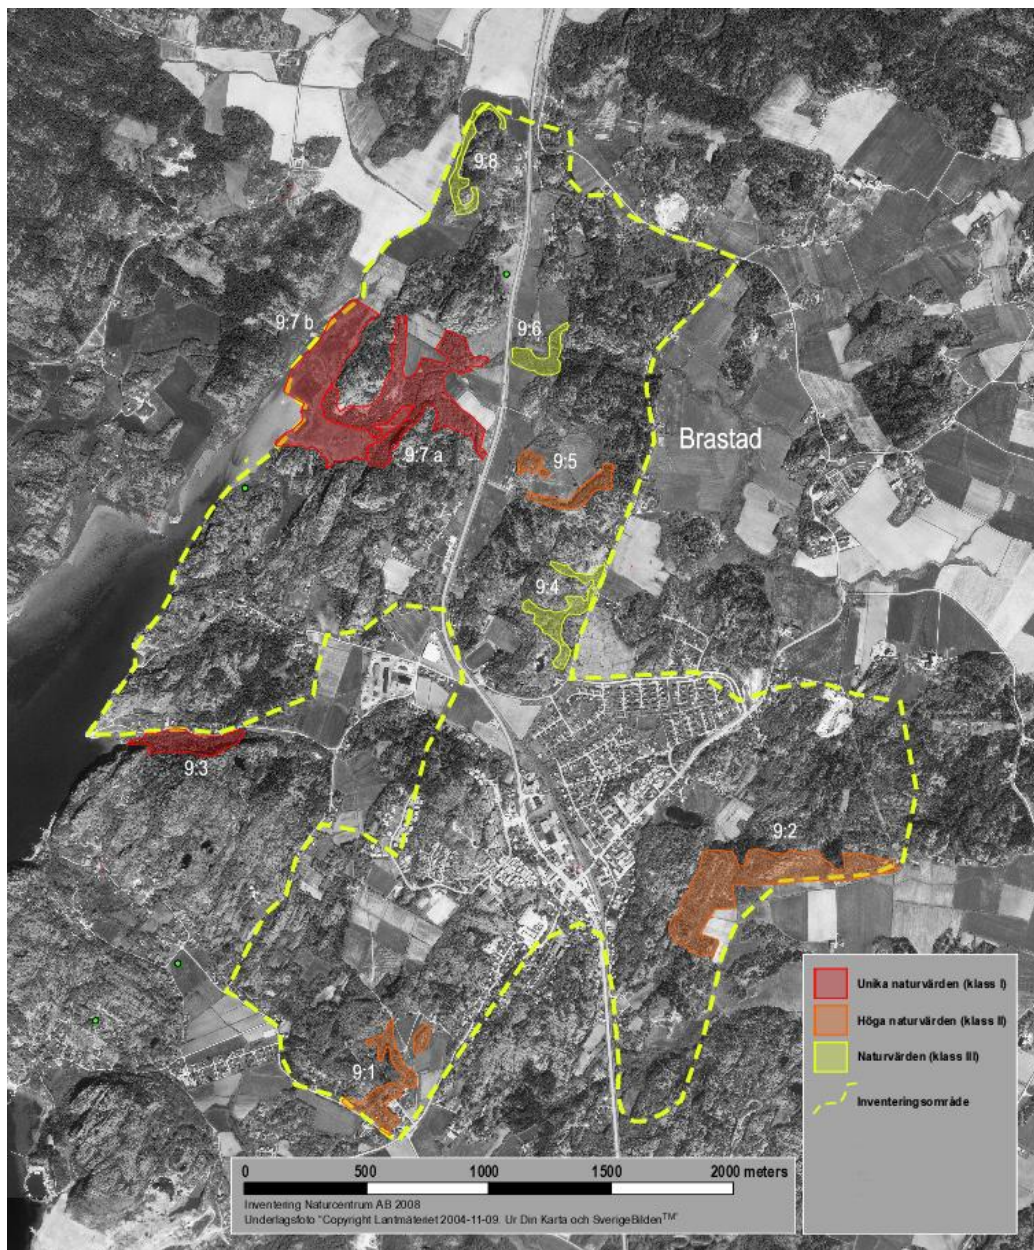 9:8
9:7 b
9:6
Brastad
9:7 a
9:5
9:4
9:3
9:2
9:1
Unika naturvärden (klass I)
Höga naturvärden (klass II)
Naturvärden (klass III)
Inventeringsområde
0 500 1000 1500 2000 meters
Inventering Naturcentrum AB 2008
Underlagsfoto "Copyright Lantmäteriet 2004-11-09. Ur Din Karta och SverigeBilden™"